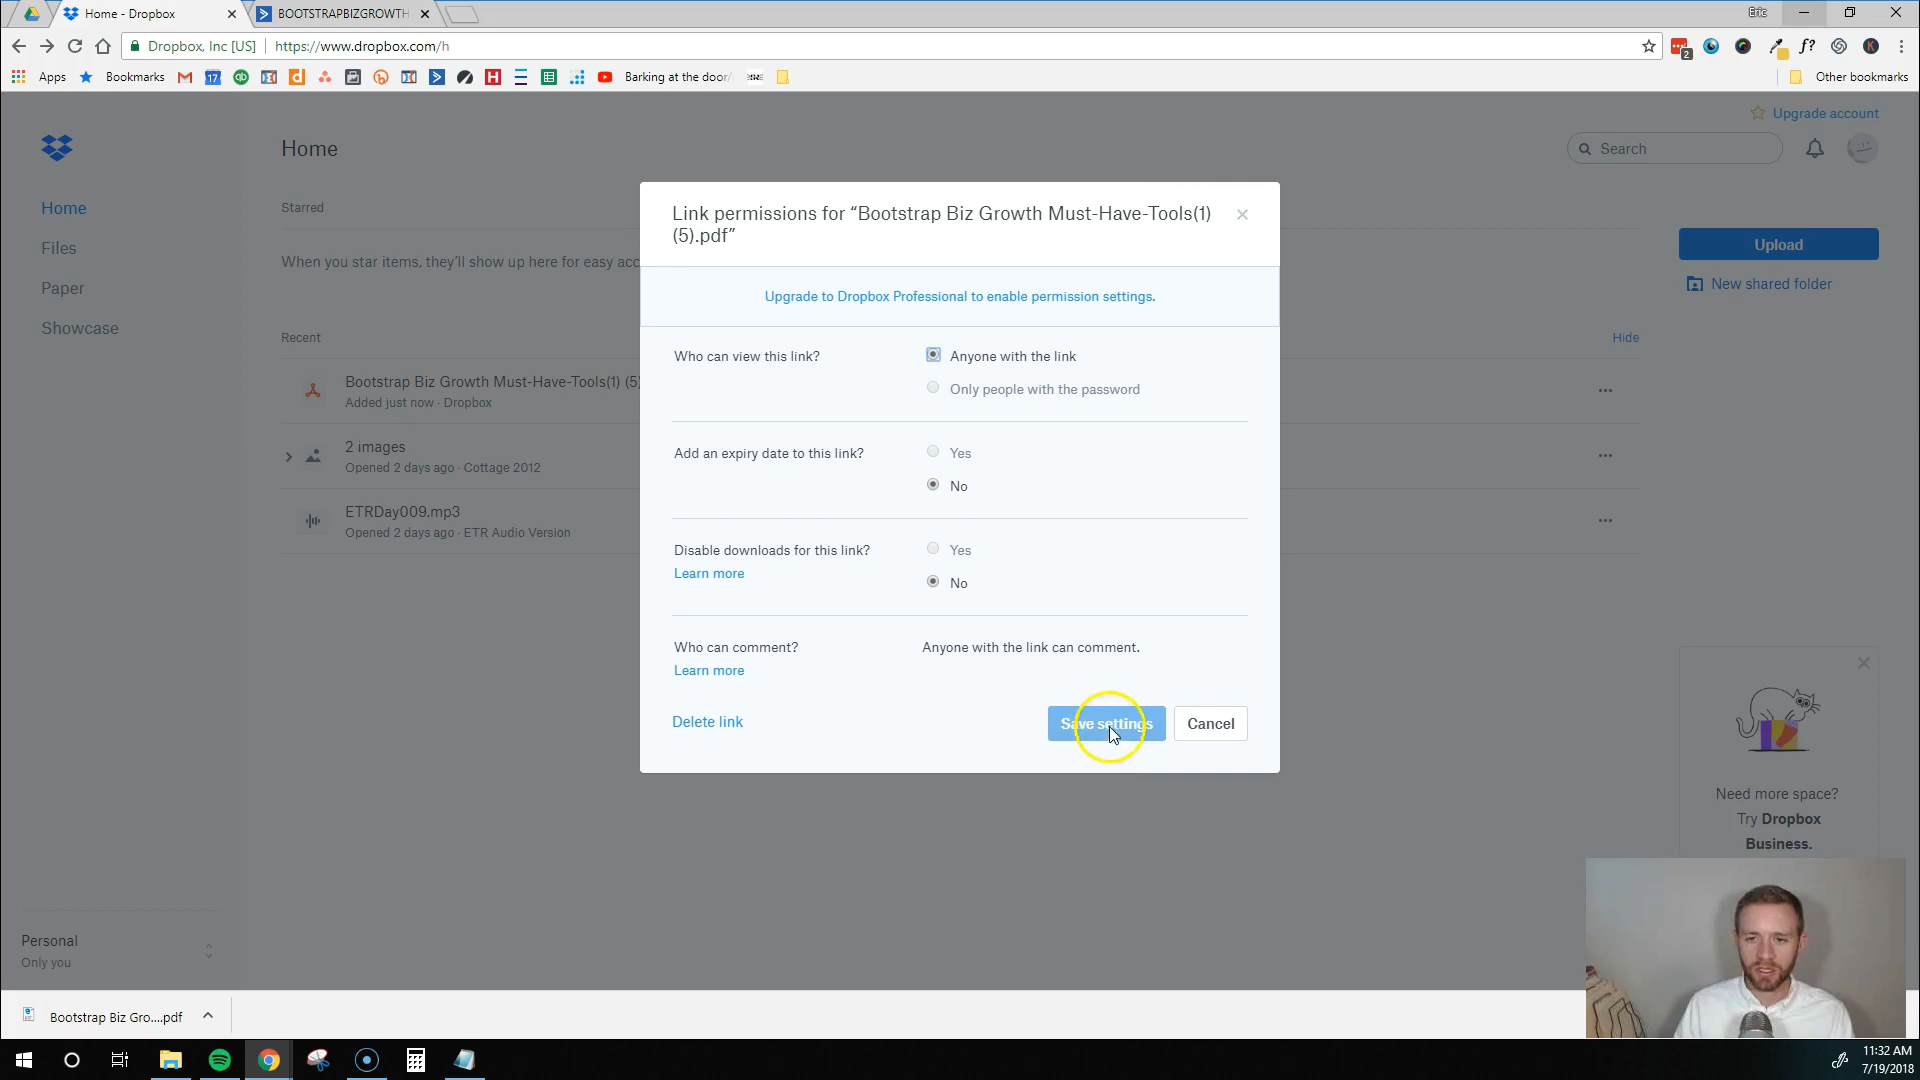 Home - Dropbox
BOOTSTRAPBIZGROWTH
Eric
Dropbox, Inc [US]
https://www.dropbox.com/h
2
f?
K
Apps
Bookmarks
17
Barking at the door/
Other bookmarks
Upgrade account
Home
Search
Home
Files
Paper
Showcase
Starred
When you star items, they'll show up here for easy acc
Upload
New shared folder
Recent
Hide
Bootstrap Biz Growth Must-Have-Tools(1) (5)
Added just now · Dropbox
2 images
Opened 2 days ago · Cottage 2012
ETRDay009.mp3
Opened 2 days ago · ETR Audio Version
Link permissions for “Bootstrap Biz Growth Must-Have-Tools(1)
(5).pdf”
Upgrade to Dropbox Professional to enable permission settings.
Who can view this link?
Anyone with the link
Only people with the password
Add an expiry date to this link?
Yes
No
Disable downloads for this link?
Learn more
Yes
No
Who can comment?
Learn more
Anyone with the link can comment.
Delete link
Save settings
Cancel
Need more space?
Try Dropbox
Business.
Personal
Only you
Bootstrap Biz Gro....pdf
11:32 AM
7/19/2018